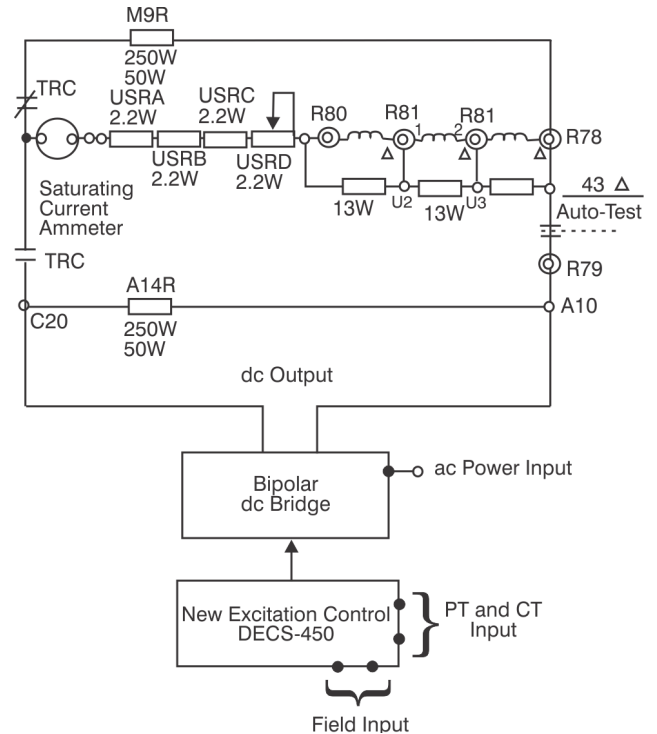 M9R
250W
50W
TRC
USRA
2.2W
USRB
2.2W
USRC
2.2W
USRD
2.2W
R80
R81
1
2
R81
R78
Δ
Δ
Δ
13W
U2
13W
U3
43 Δ
Auto-Test
Saturating
Current
Ammeter
TRC
R79
A14R
250W
50W
C20
A10
dc Output
Bipolar
dc Bridge
ac Power Input
New Excitation Control
DECS-450
PT and CT
Input
Field Input